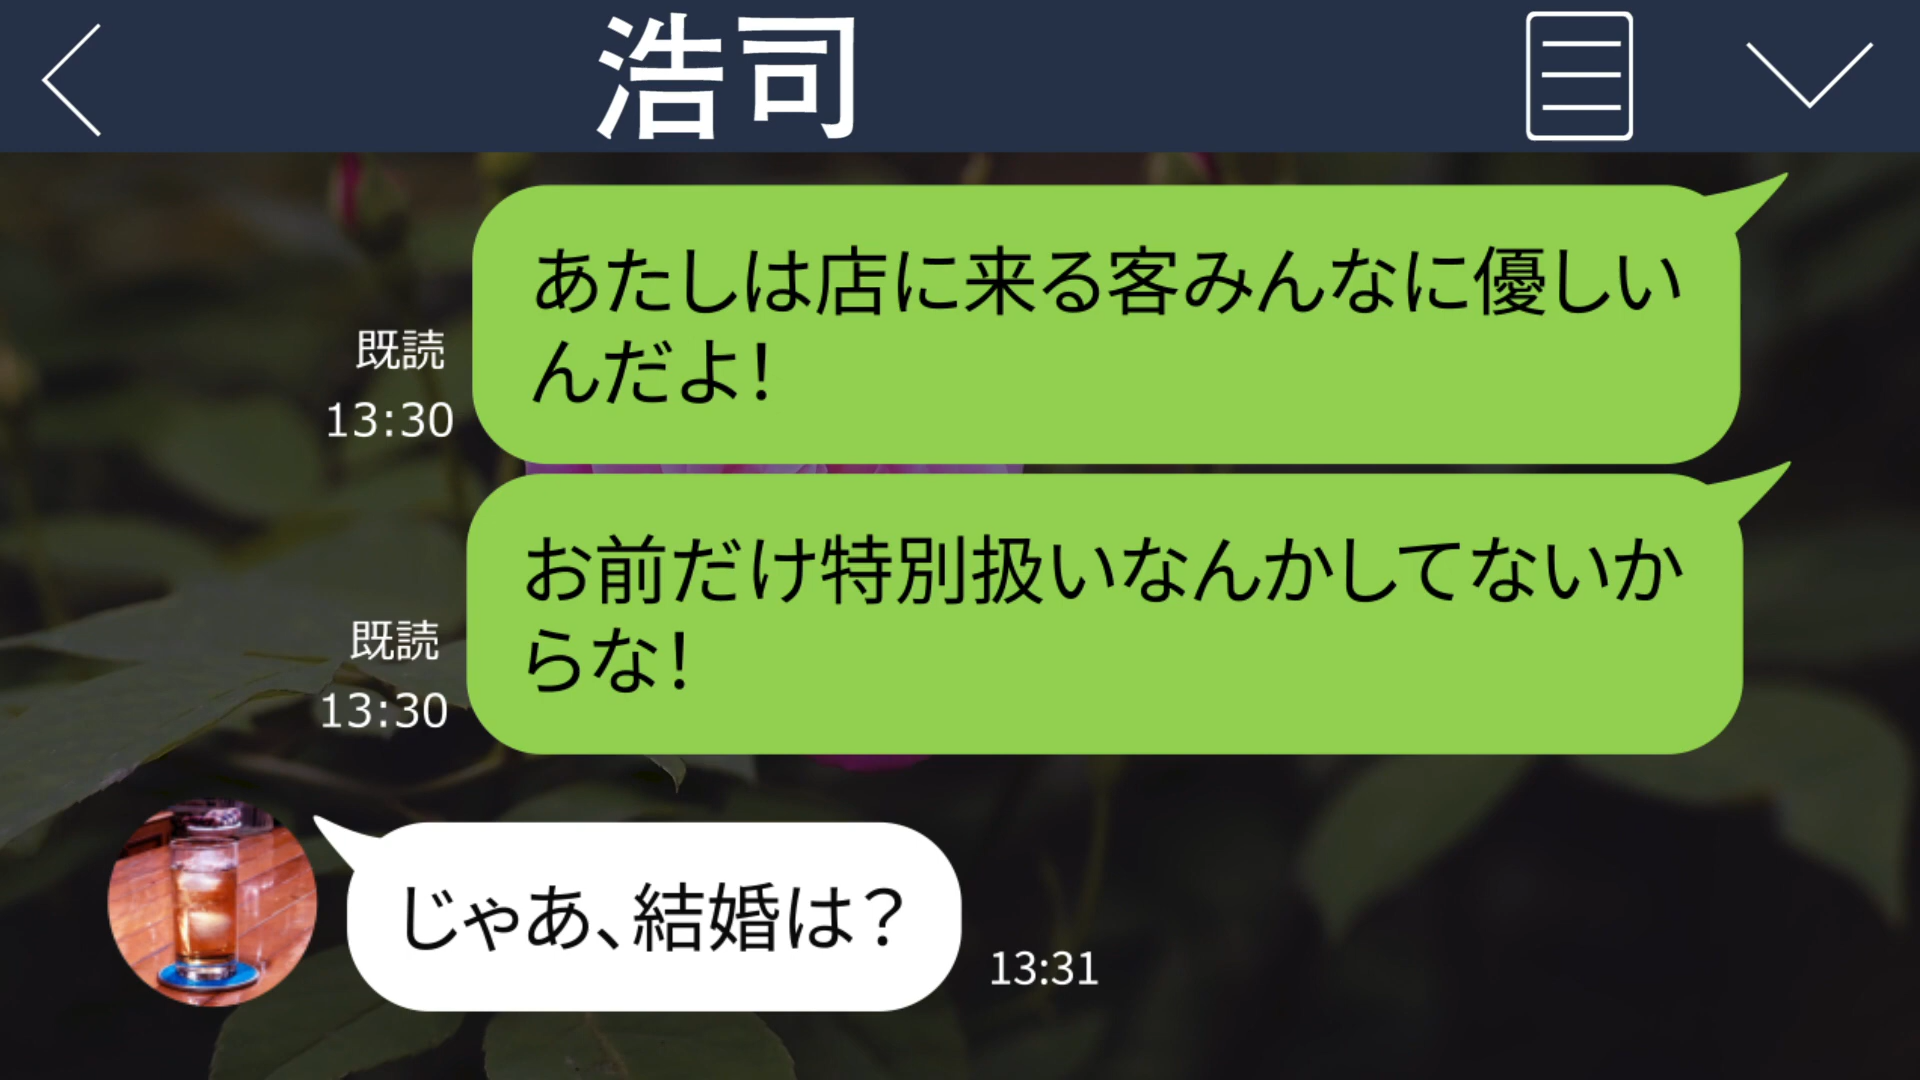 浩司
あたしは店に来る客みんなに優しい
んだよ！
既読
13:30
お前だけ特別扱いなんかしてないか
らな！
既読
13:30
じゃあ、結婚は？
13:31